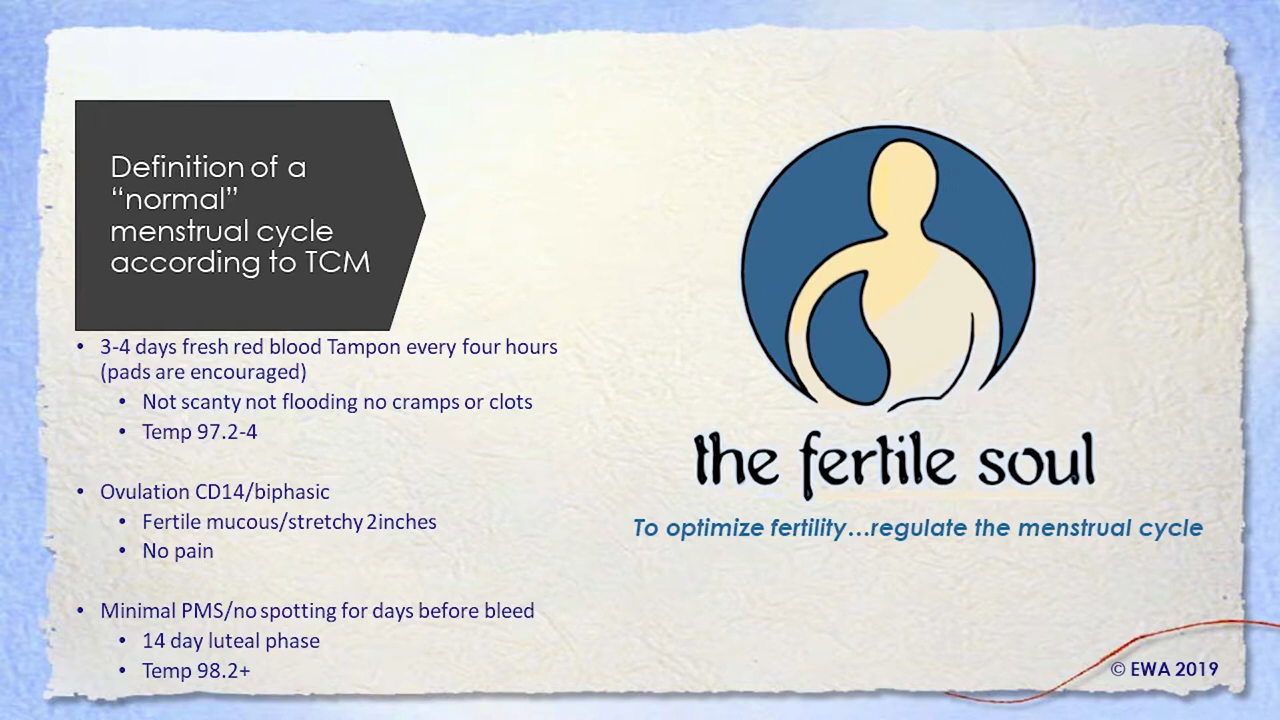 Definition of a
“normal”
menstrual cycle
according to TCM
• 3-4 days fresh red blood Tampon every four hours
(pads are encouraged)
• Not scanty not flooding no cramps or clots
• Temp 97.2-4
• Ovulation CD14/biphasic
• Fertile mucous/stretchy 2inches
• No pain
• Minimal PMS/no spotting for days before bleed
• 14 day luteal phase
• Temp 98.2+
the fertile soul
To optimize fertility...regulate the menstrual cycle
© EWA 2019